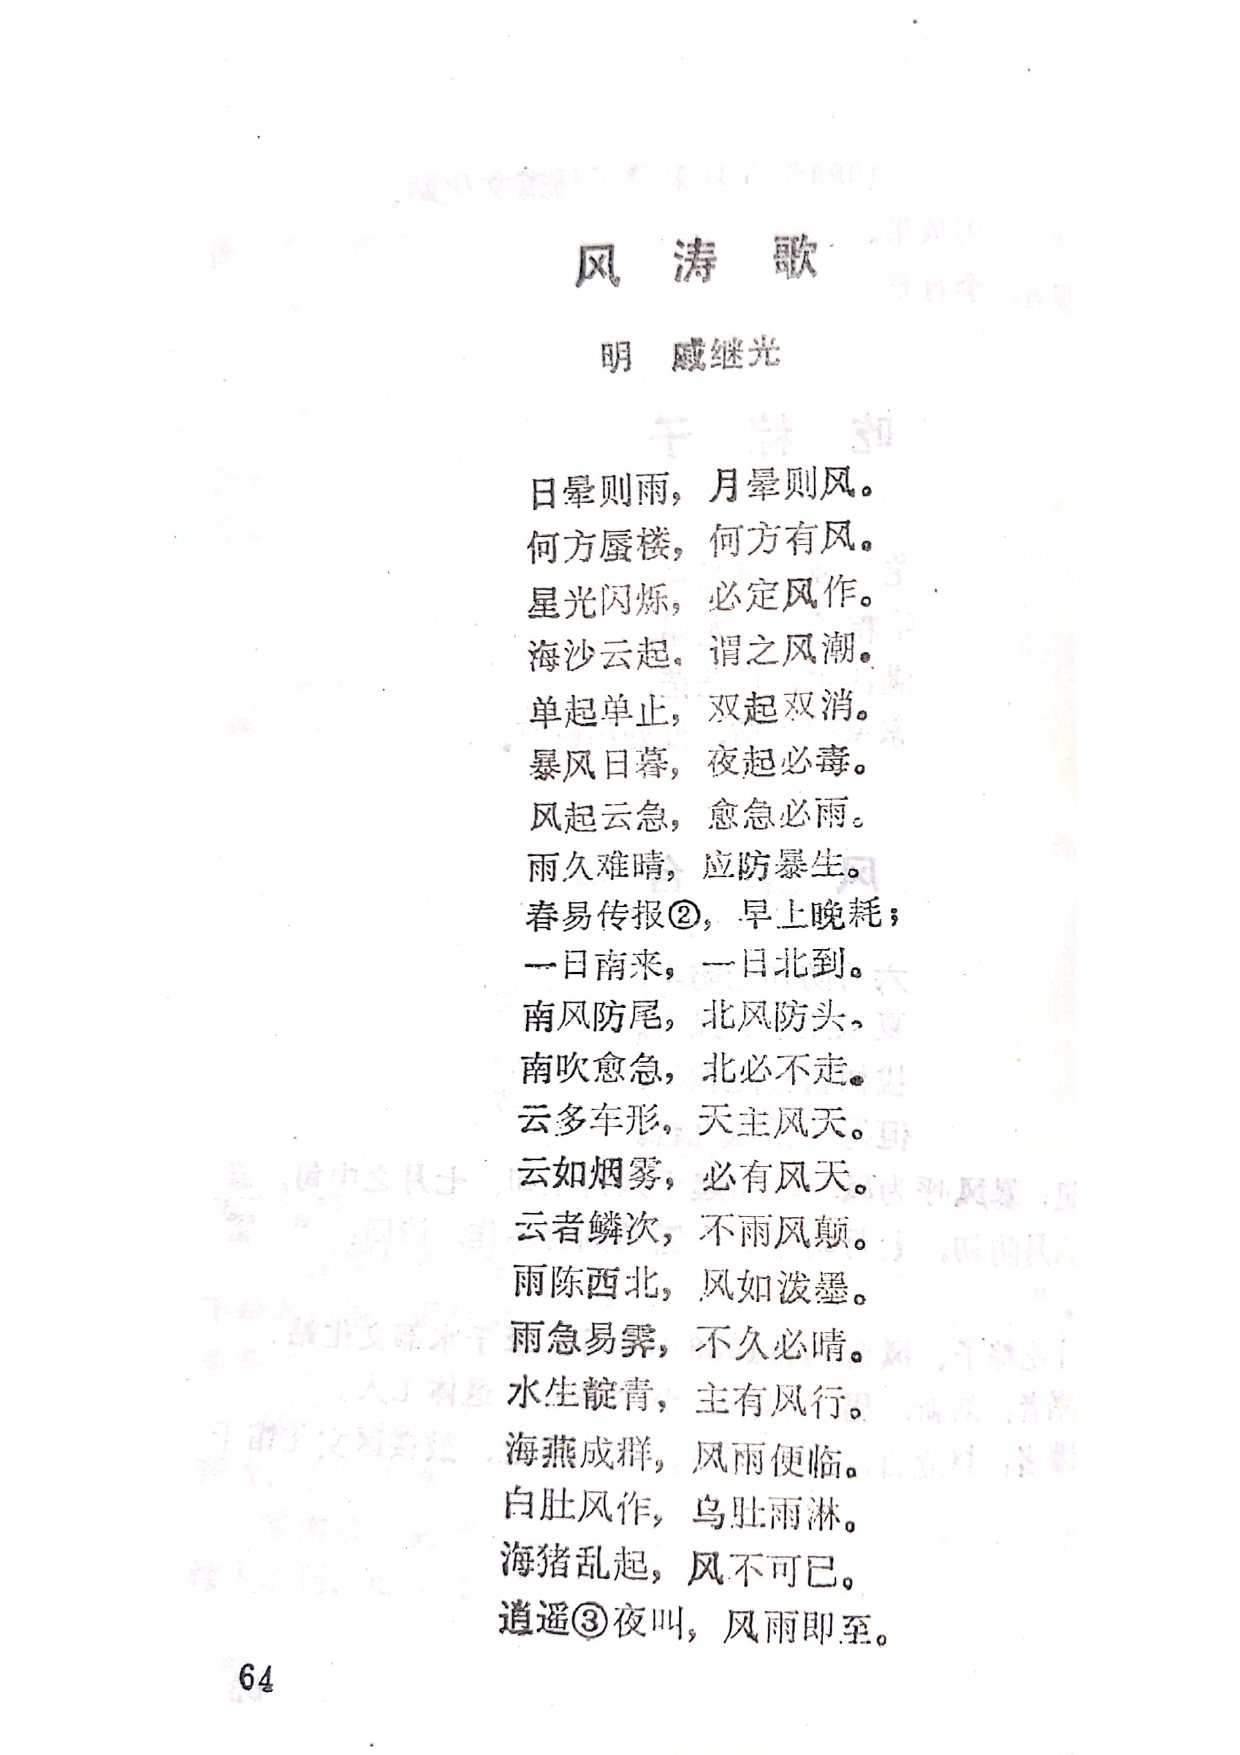 风 涛 歌
明 戚继光
日晕则雨，月晕则风。
何方蜃楼，何方有风。
星光闪烁，必定风作。
海沙云起，谓之风潮。
单起单止，双起双消。
暴风日暮，夜起必毒。
风起云急，愈急必雨。
雨久难晴，应防暴生。
春易传报②，早上晚耗；
一日南来，一日北到。
南风防尾，北风防头。
南吹愈急，北必不走。
云多车形，天主风天。
云如烟雾，必有风天。
云者鳞次，不雨风颠。
雨陈西北，风如泼墨。
雨急易霁，不久必晴。
水生靛青，主有风行。
海燕成群，风雨便临。
白肚风作，乌肚雨淋。
海猪乱起，风不可已。
逍遥③夜叫，风雨即至。
64